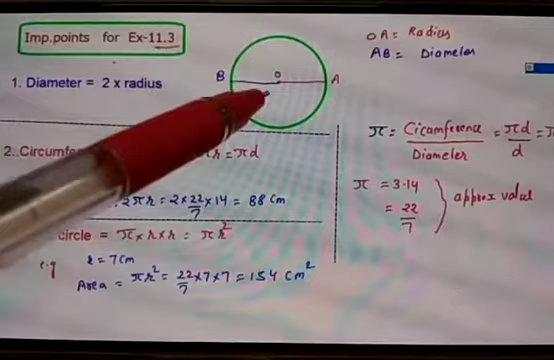 Imp.points for Ex-11.3
OA = Radius
AB = Diameter
B O A
1. Diameter = 2 x radius
π = Cicamference / Diameter = πd / d = π
2..Circumfe = πd
π = 3.14
= 22/7
approx value
2πr = 2 × 22/7 × 14 = 88 cm
circle = π × r × r = πr²
e.g r = 7cm
Area = πr² = 22/7 × 7 × 7 = 154 cm²